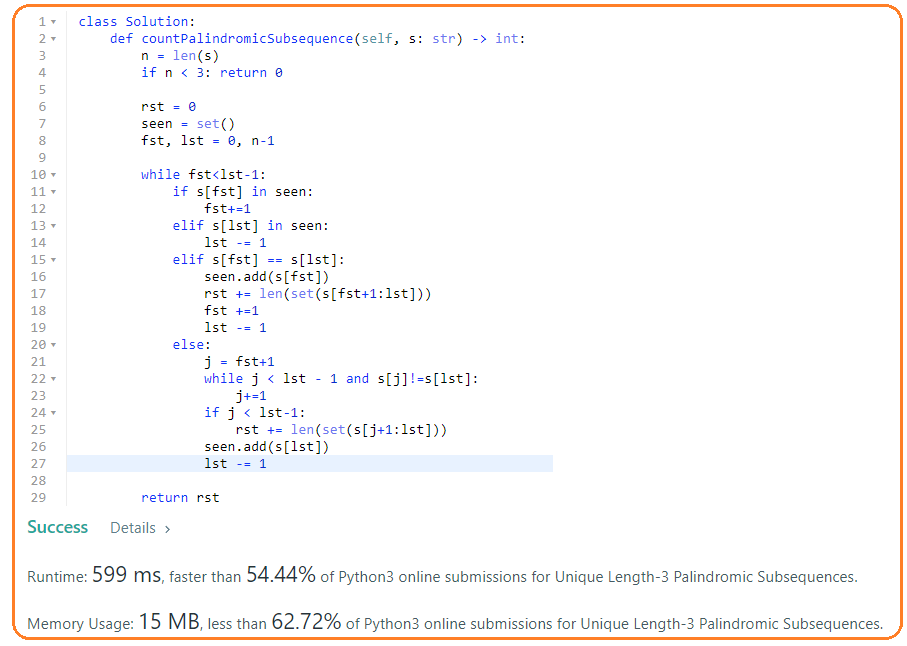 1 class Solution:
2     def countPalindromicSubsequence(self, s: str) -> int:
3         n = len(s)
4         if n < 3: return 0
5
6         rst = 0
7         seen = set()
8         fst, lst = 0, n-1
9
10         while fst<lst-1:
11             if s[fst] in seen:
12                 fst+=1
13             elif s[lst] in seen:
14                 lst -= 1
15             elif s[fst] == s[lst]:
16                 seen.add(s[fst])
17                 rst += len(set(s[fst+1:lst]))
18                 fst +=1
19                 lst -= 1
20             else:
21                 j = fst+1
22                 while j < lst - 1 and s[j]!=s[lst]:
23                     j+=1
24                 if j < lst-1:
25                     rst += len(set(s[j+1:lst]))
26                 seen.add(s[lst])
27                 lst -= 1
28
29         return rst
Success Details >
Runtime: 599 ms, faster than 54.44% of Python3 online submissions for Unique Length-3 Palindromic Subsequences.
Memory Usage: 15 MB, less than 62.72% of Python3 online submissions for Unique Length-3 Palindromic Subsequences.